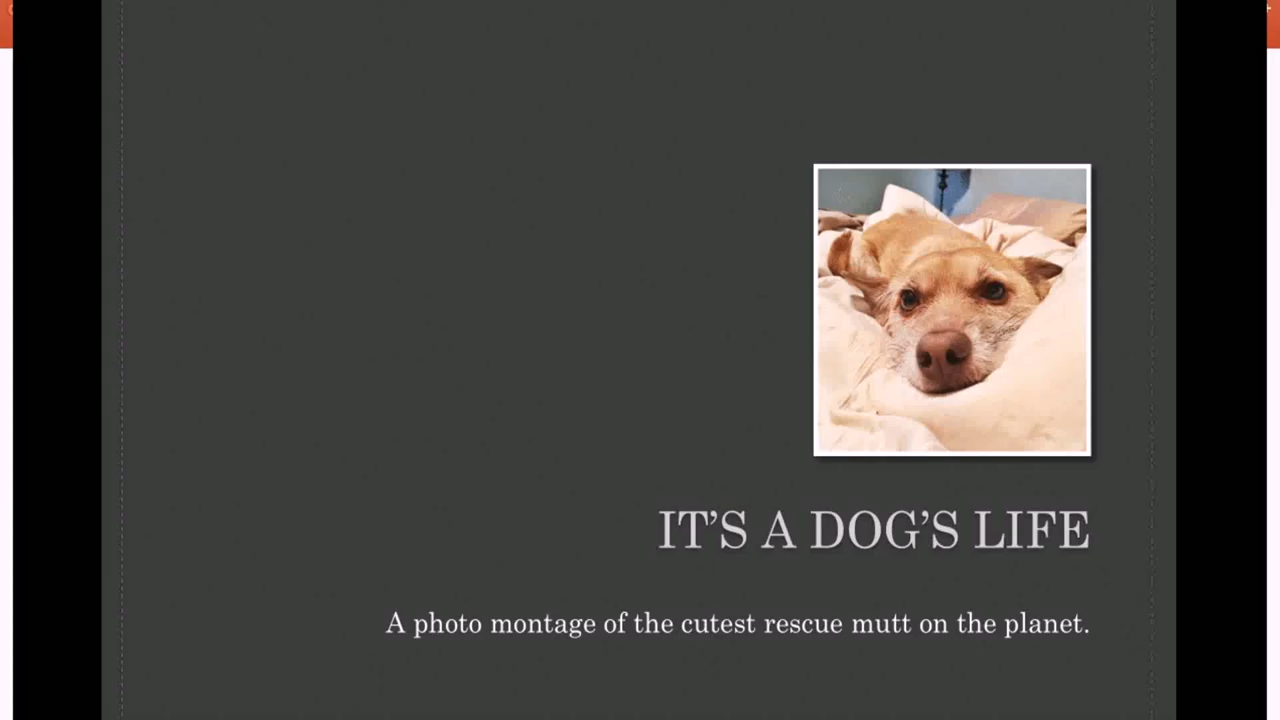 IT’S A DOG’S LIFE
A photo montage of the cutest rescue mutt on the planet.